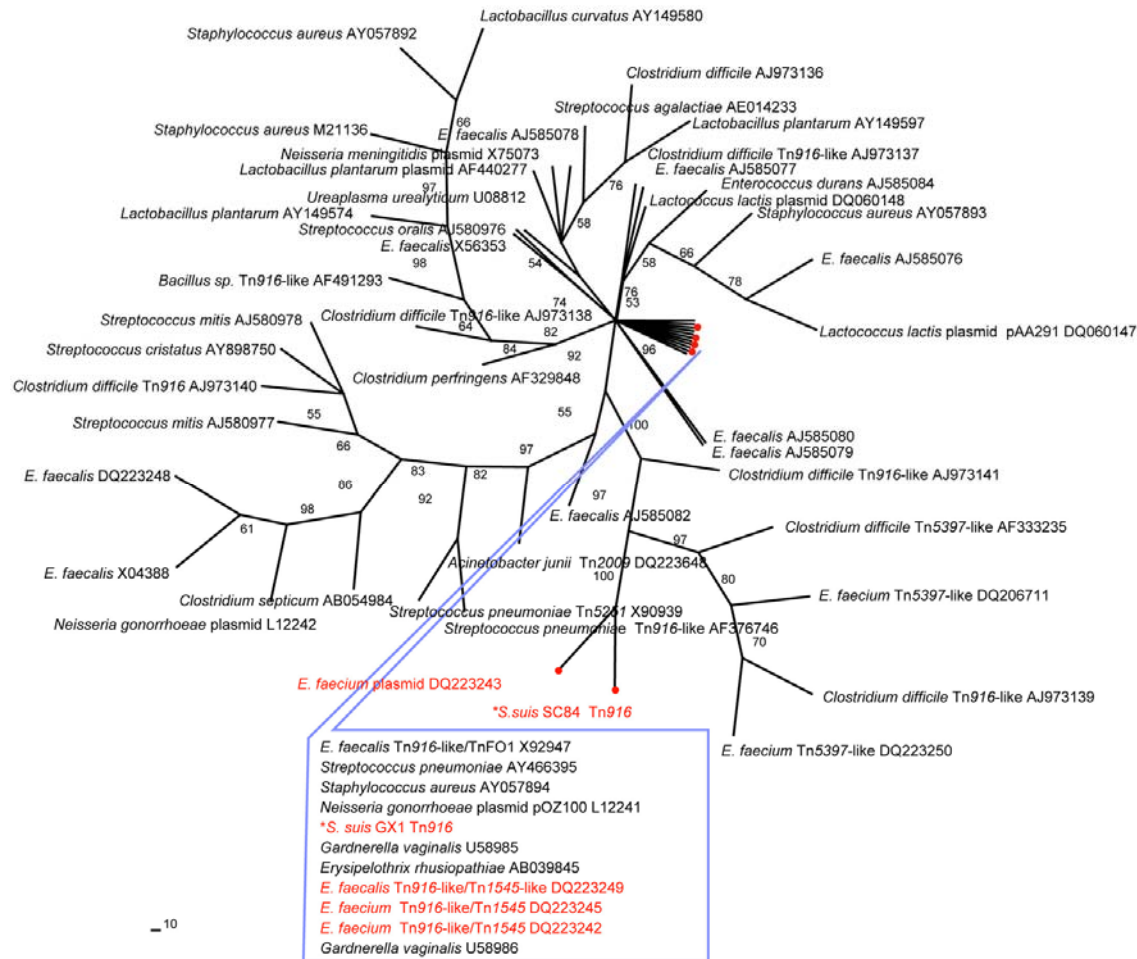 Lactobacillus curvatus AY149580
Staphylococcus aureus AY057892
Clostridium difficile AJ973136
Streptococcus agalactiae AE014233
66
Staphylococcus aureus M21136
E. faecalis AJ585078
Lactobacillus plantarum AY149597
Neisseria meningitidis plasmid X75073
Clostridium difficile Tn916-like AJ973137
Lactobacillus plantarum plasmid AF440277
E. faecalis AJ585077
76
97
Enterococcus durans AJ585084
Ureaplasma urealyticum U08812
Lactococcus lactis plasmid DQ060148
Lactobacillus plantarum AY149574
Staphylococcus aureus AY057893
58
Streptococcus oralis AJ580976
E. faecalis X56353
66
98
54
58
E. faecalis AJ585076
Bacillus sp. Tn916-like AF491293
78
76
74
53
Clostridium difficile Tn916-like AJ973138
Streptococcus mitis AJ580978
64
82
Lactococcus lactis plasmid pAA291 DQ060147
Streptococcus cristatus AY898750
84
92
96
Clostridium perfringens AF329848
Clostridium difficile Tn916 AJ973140
55
55
Streptococcus mitis AJ580977
100
66
97
E. faecalis AJ585080
E. faecalis AJ585079
83
82
E. faecalis DQ223248
Clostridium difficile Tn916-like AJ973141
86
92
97
98
E. faecalis AJ585082
61
Clostridium difficile Tn5397-like AF333235
97
Acinetobacter junii Tn2009 DQ223648
E. faecalis X04388
100
80
Clostridium septicum AB054984
E. faecium Tn5397-like DQ206711
Streptococcus pneumoniae Tn5251 X90939
Neisseria gonorrhoeae plasmid L12242
Streptococcus pneumoniae Tn916-like AF376746
70
E. faecium plasmid DQ223243
Clostridium difficile Tn916-like AJ973139
*S.suis SC84 Tn916
E. faecium Tn5397-like DQ223250
E. faecalis Tn916-like/TnFO1 X92947
Streptococcus pneumoniae AY466395
Staphylococcus aureus AY057894
Neisseria gonorrhoeae plasmid pOZ100 L12241
*S. suis GX1 Tn916
Gardnerella vaginalis U58985
Erysipelothrix rhusiopathiae AB039845
E. faecalis Tn916-like/Tn1545-like DQ223249
E. faecium Tn916-like/Tn1545 DQ223245
E. faecium Tn916-like/Tn1545 DQ223242
Gardnerella vaginalis U58986
10